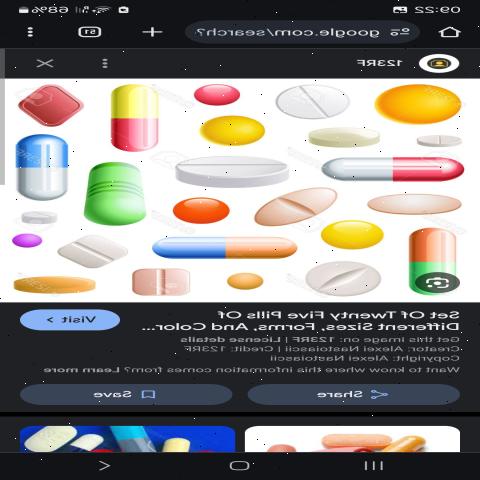 09:22 68%
google.com/search? 51
123RF
Set Of Twenty Five Pills Of
Different Sizes, Forms, And Color...
Visit >
Get this image on: 123RF | License details
Creator: Alexei Nastoiascii | Credit: 123RF
Copyright: Alexei Nastoiascii
Want to know where this information comes from? Learn more
Share
Save